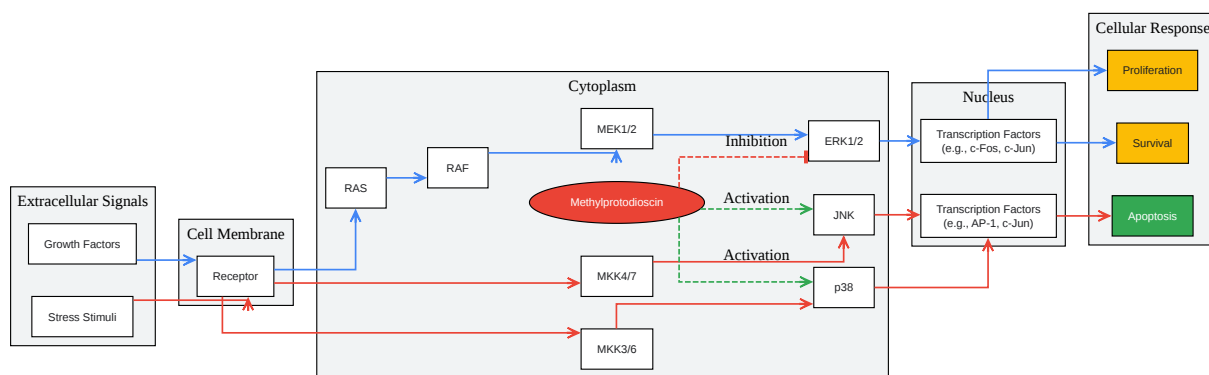 Extracellular Signals
Growth Factors
Stress Stimuli
Cell Membrane
Receptor
Cytoplasm
RAS
RAF
MEK1/2
ERK1/2
Inhibition
Methylprotodioscin
Activation
JNK
Activation
MKK4/7
p38
MKK3/6
Nucleus
Transcription Factors
(e.g., c-Fos, c-Jun)
Transcription Factors
(e.g., AP-1, c-Jun)
Cellular Response
Proliferation
Survival
Apoptosis